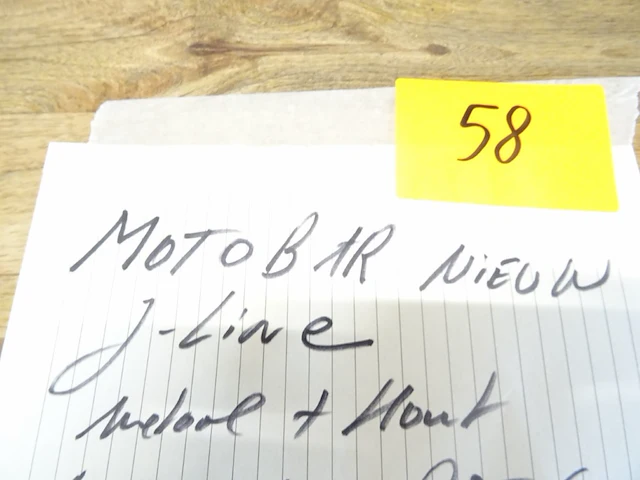 58
MOTOBAR NIEUW
J-Line
metaal + Hout